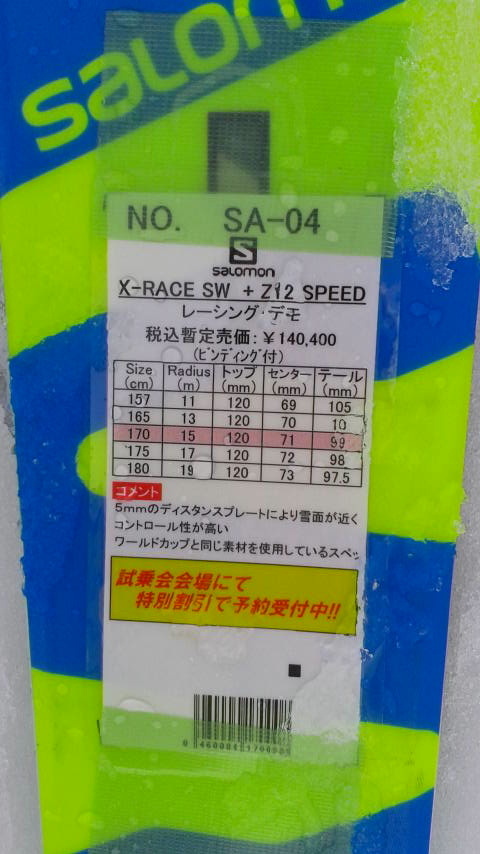 salomon
NO. SA-04
S
salomon
X-RACE SW + Z12 SPEED
レーシング・デモ
税込暫定売価：￥140,400
(ビンディング付)
Size (cm) Radius (m) トップ (mm) センター (mm) テール (mm)
157 11 120 69 105
165 13 120 70 10
170 15 120 71 99
175 17 120 72 98
180 19 120 73 97.5
コメント
5mmのディスタンスプレートにより雪面が近く
コントロール性が高い
ワールドカップと同じ素材を使用しているスペッ
試乗会会場にて
特別割引で予約受付中!!